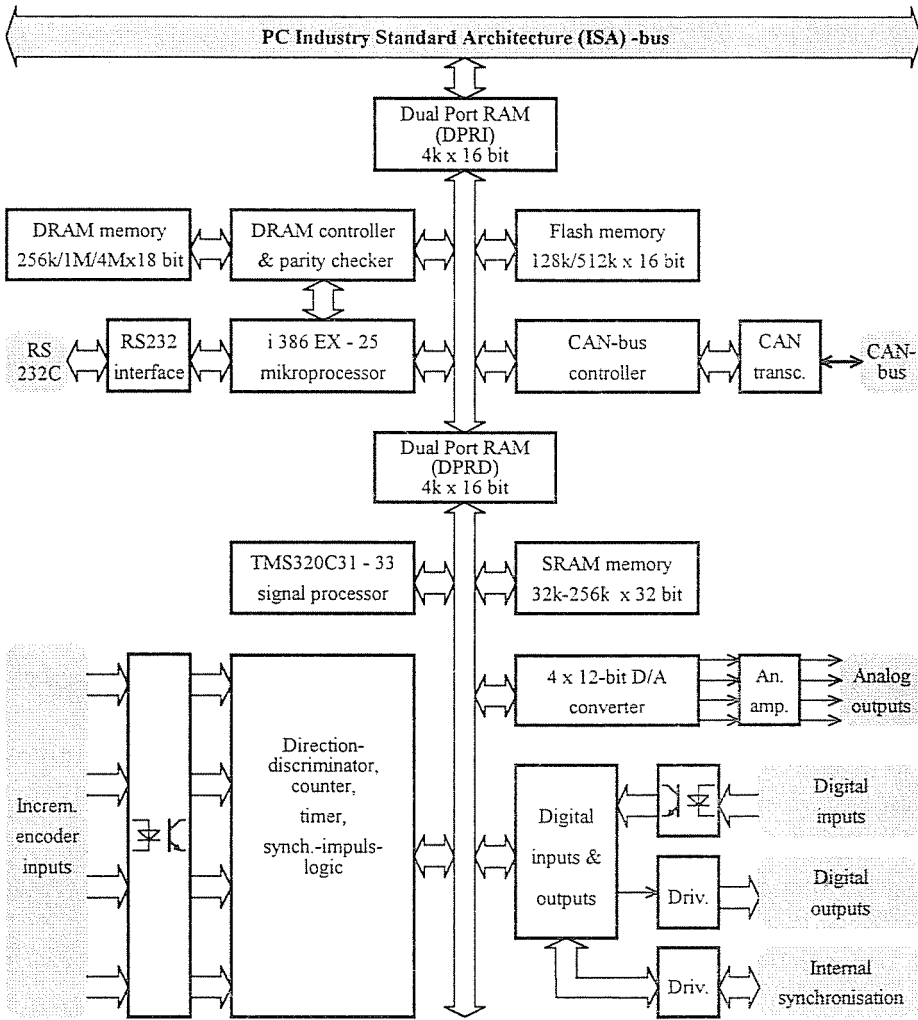 PC Industry Standard Architecture (ISA) -bus
Dual Port RAM
(DPRI)
4k x 16 bit
DRAM memory
256k/1M/4Mx18 bit
DRAM controller
& parity checker
Flash memory
128k/512k x 16 bit
RS
232C
RS232
interface
i 386 EX - 25
mikroprocessor
CAN-bus
controller
CAN
transc.
CAN-
bus
Dual Port RAM
(DPRD)
4k x 16 bit
TMS320C31 - 33
signal processor
SRAM memory
32k-256k x 32 bit
Increm.
encoder
inputs
Direction-
discriminator,
counter,
timer,
synch.-impuls-
logic
4 x 12-bit D/A
converter
An.
amp.
Analog
outputs
Digital
inputs &
outputs
Digital
inputs
Driv.
Digital
outputs
Driv.
Internal
synchronisation